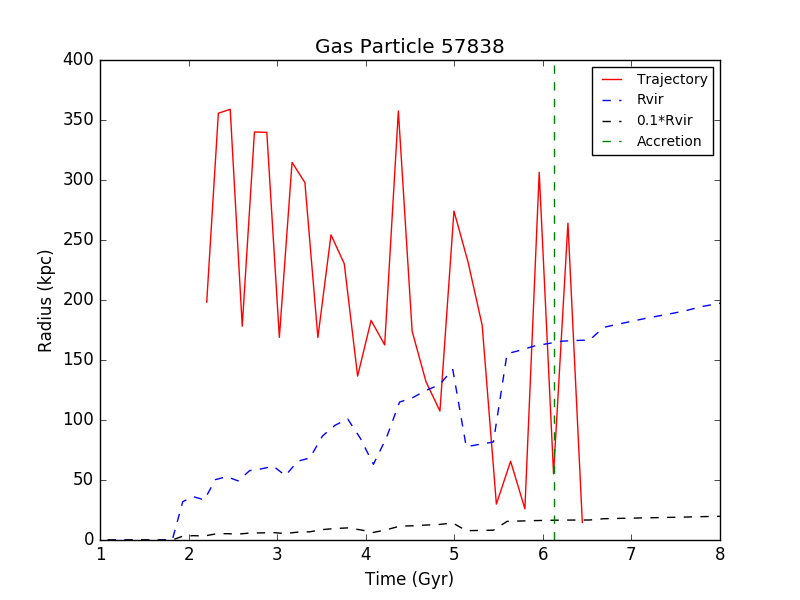 Gas Particle 57838
400
350
300
250
200
150
100
50
0
Radius (kpc)
Trajectory
Rvir
0.1*Rvir
Accretion
1 2 3 4 5 6 7 8
Time (Gyr)